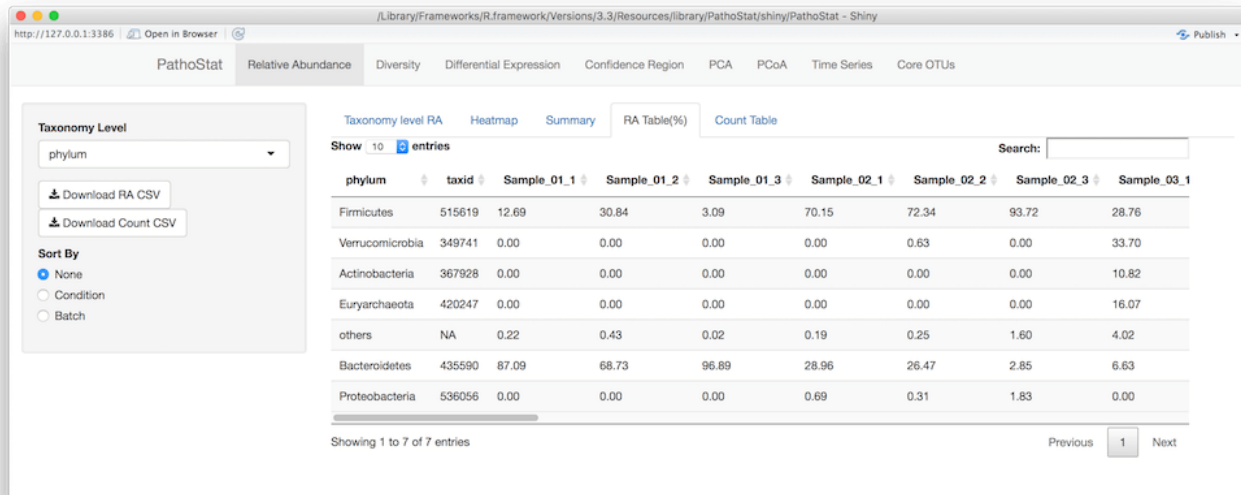 /Library/Frameworks/R.framework/Versions/3.3/Resources/library/PathoStat/shiny/PathoStat - Shiny
http://127.0.0.1:3386 Open in Browser Publish
PathoStat Relative Abundance Diversity Differential Expression Confidence Region PCA PCoA Time Series Core OTUs
Taxonomy Level
phylum
Download RA CSV
Download Count CSV
Sort By
None
Condition
Batch
Taxonomy level RA Heatmap Summary RA Table(%) Count Table
Show 10 entries Search:
phylum taxid Sample_01_1 Sample_01_2 Sample_01_3 Sample_02_1 Sample_02_2 Sample_02_3 Sample_03_1
Firmicutes 515619 12.69 30.84 3.09 70.15 72.34 93.72 28.76
Verrucomicrobia 349741 0.00 0.00 0.00 0.00 0.63 0.00 33.70
Actinobacteria 367928 0.00 0.00 0.00 0.00 0.00 0.00 10.82
Euryarchaeota 420247 0.00 0.00 0.00 0.00 0.00 0.00 16.07
others NA 0.22 0.43 0.02 0.19 0.25 1.60 4.02
Bacteroidetes 435590 87.09 68.73 96.89 28.96 26.47 2.85 6.63
Proteobacteria 536056 0.00 0.00 0.00 0.69 0.31 1.83 0.00
Showing 1 to 7 of 7 entries Previous 1 Next